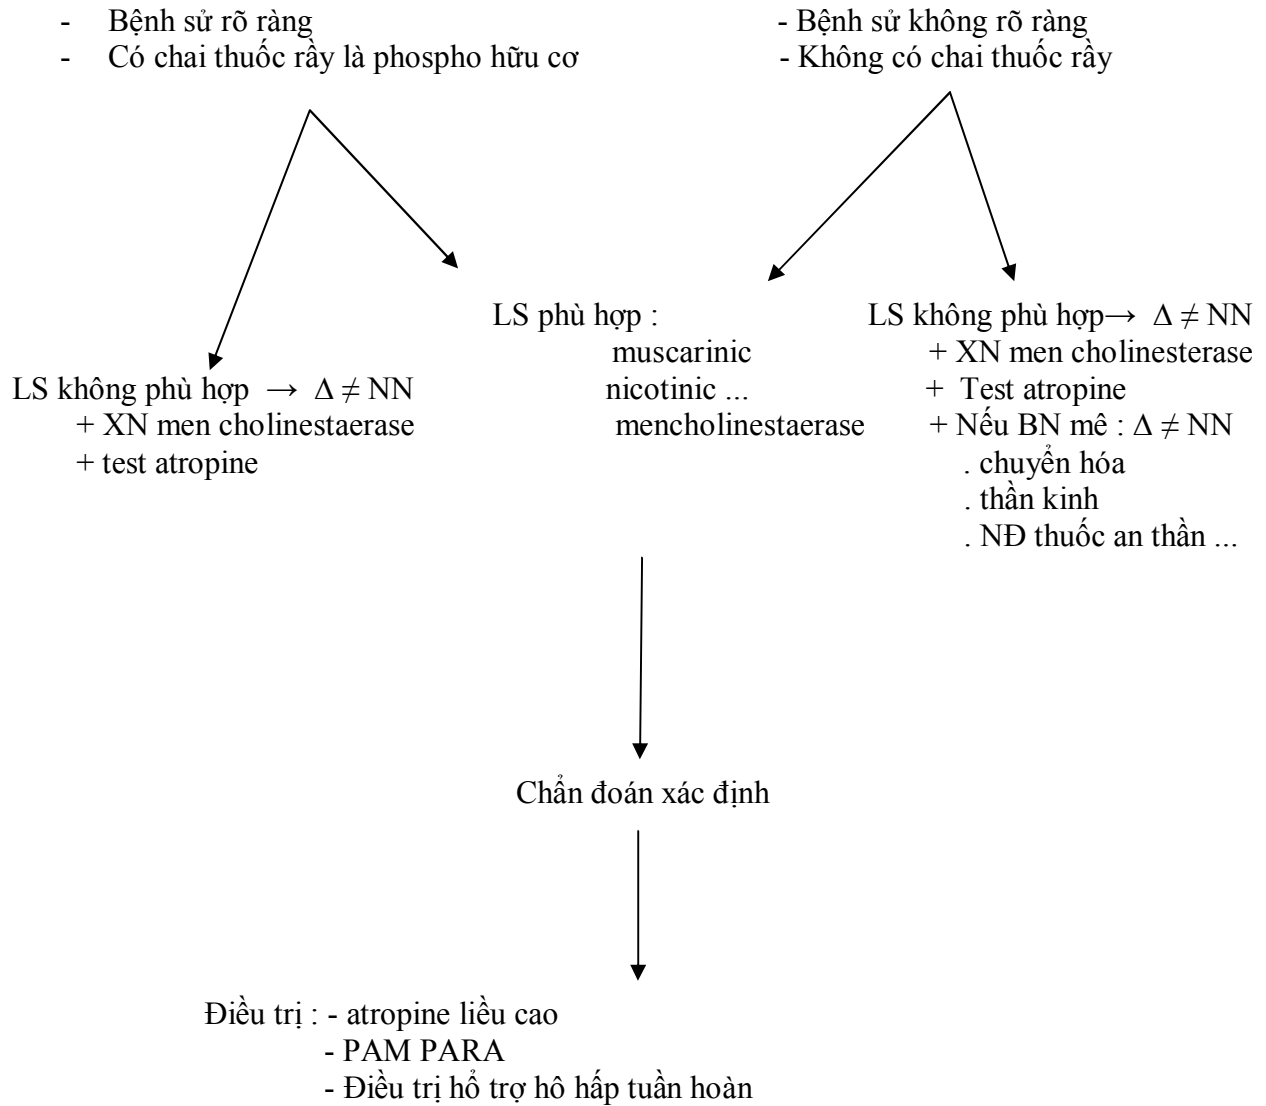 - Bệnh sử rõ ràng
- Có chai thuốc rầy là phospho hữu cơ
- Bệnh sử không rõ ràng
- Không có chai thuốc rầy
LS không phù hợp → Δ ≠ NN
+ XN men cholinestaerase
+ test atropine
LS phù hợp :
muscarinic
nicotinic ...
mencholinestaerase
LS không phù hợp→ Δ ≠ NN
+ XN men cholinesterase
+ Test atropine
+ Nếu BN mê : Δ ≠ NN
. chuyển hóa
. thần kinh
. NĐ thuốc an thần ...
Chẩn đoán xác định
Điều trị : - atropine liều cao
- PAM PARA
- Điều trị hổ trợ hô hấp tuần hoàn